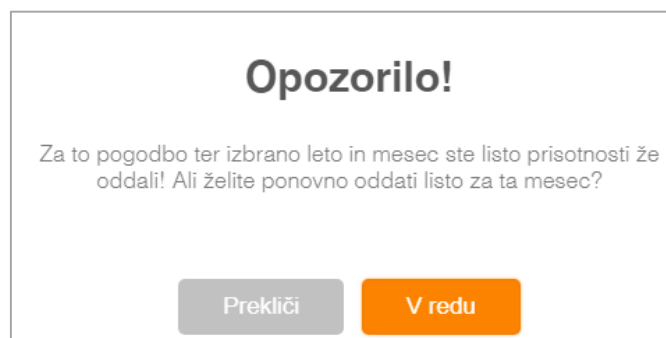 Opozorilo!
Za to pogodbo ter izbrano leto in mesec ste listo prisotnosti že
oddali! Ali želite ponovno oddati listo za ta mesec?
Prekliči
V redu